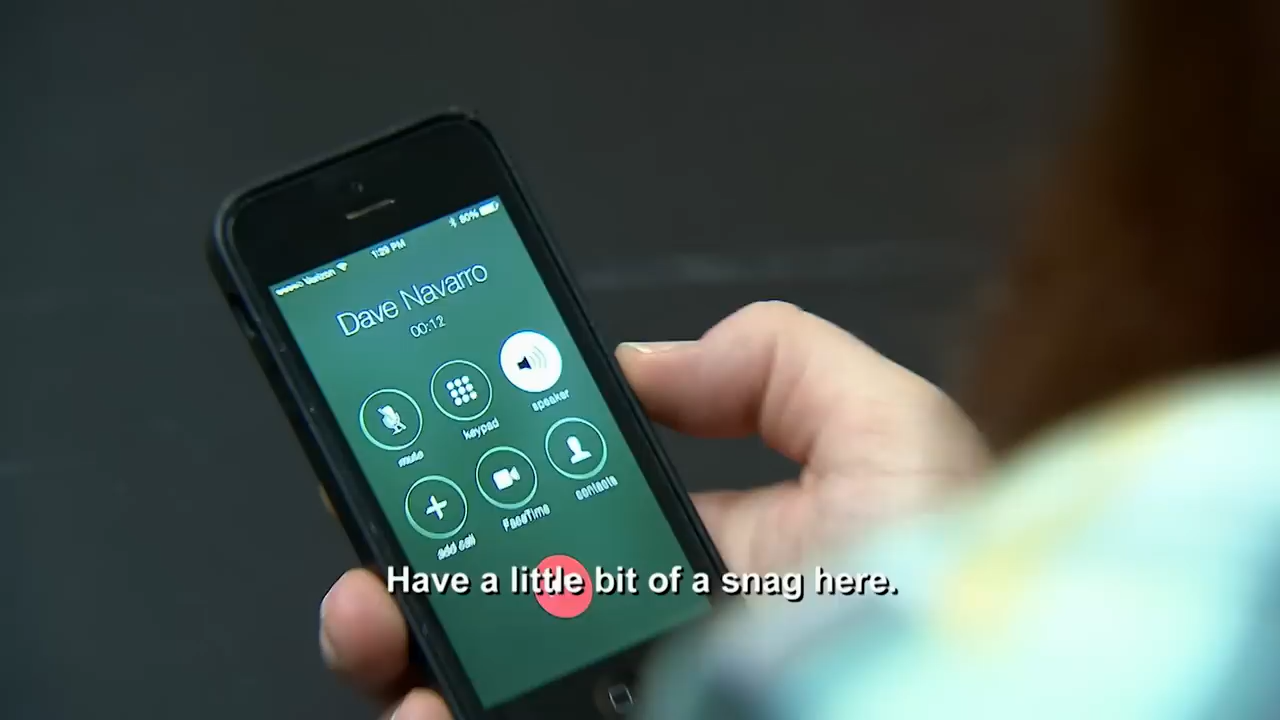 Verizon 1:29 PM 80%
Dave Navarro
00:12
mute keypad speaker
add call FaceTime contacts
Have a little bit of a snag here.